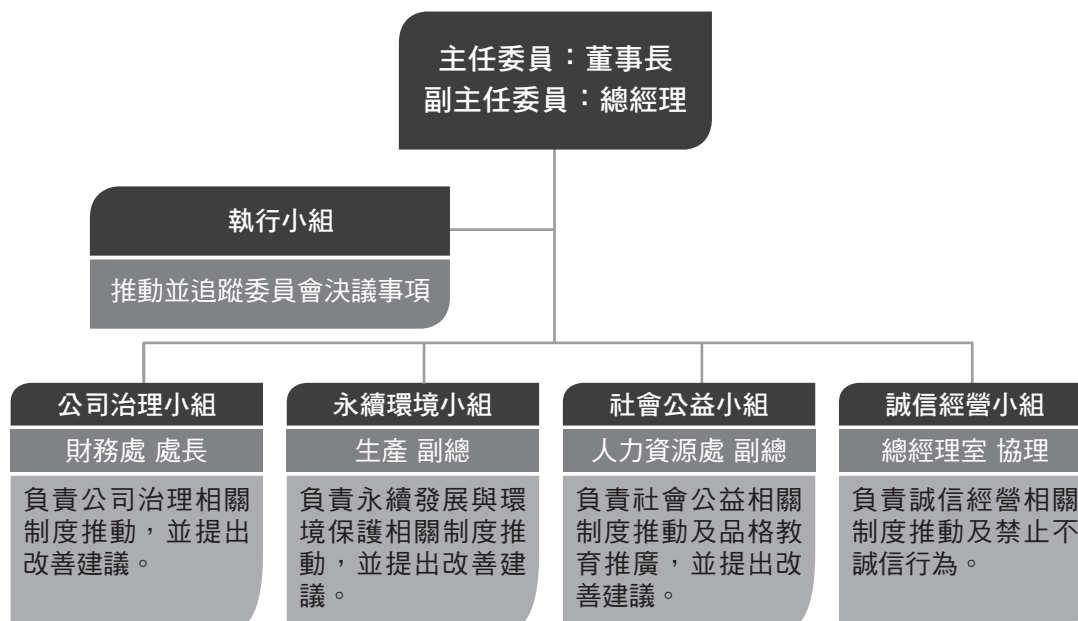 主任委員：董事長
副主任委員：總經理
執行小組
推動並追蹤委員會決議事項
公司治理小組
財務處 處長
負責公司治理相關
制度推動，並提出
改善建議。
永續環境小組
生產 副總
負責永續發展與環
境保護相關制度推
動，並提出改善建
議。
社會公益小組
人力資源處 副總
負責社會公益相關
制度推動及品格教
育推廣，並提出改
善建議。
誠信經營小組
總經理室 協理
負責誠信經營相關
制度推動及禁止不
誠信行為。